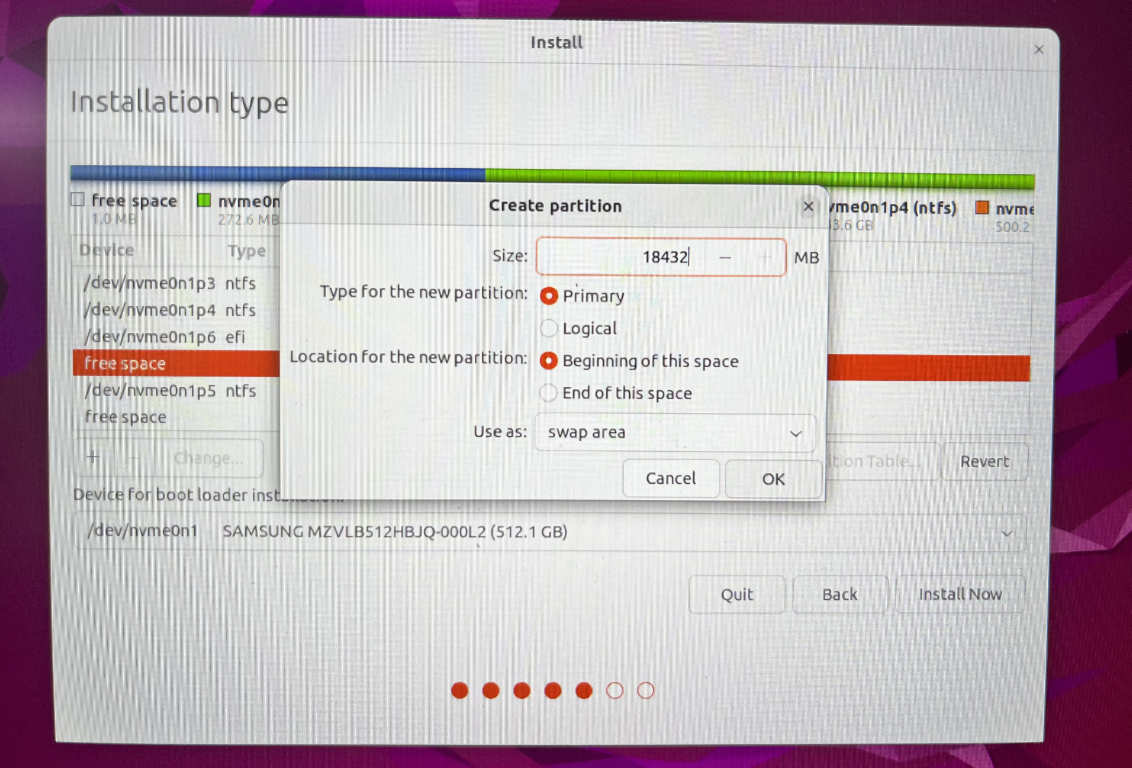 Install
Installation type
free space
1.0 MB
nvme0n
272.6 MB
vme0n1p4 (ntfs)
3.6 GB
nvme
500.2
Device Type
/dev/nvme0n1p3 ntfs
/dev/nvme0n1p4 ntfs
/dev/nvme0n1p6 efi
free space
/dev/nvme0n1p5 ntfs
free space
+ - Change...
tion Table...
Revert
Create partition
Size: 18432 MB
Type for the new partition: Primary
Logical
Location for the new partition: Beginning of this space
End of this space
Use as: swap area
Cancel OK
Device for boot loader
/dev/nvme0n1 SAMSUNG MZVLB512HBJQ-000L2 (512.1 GB)
Quit Back Install Now